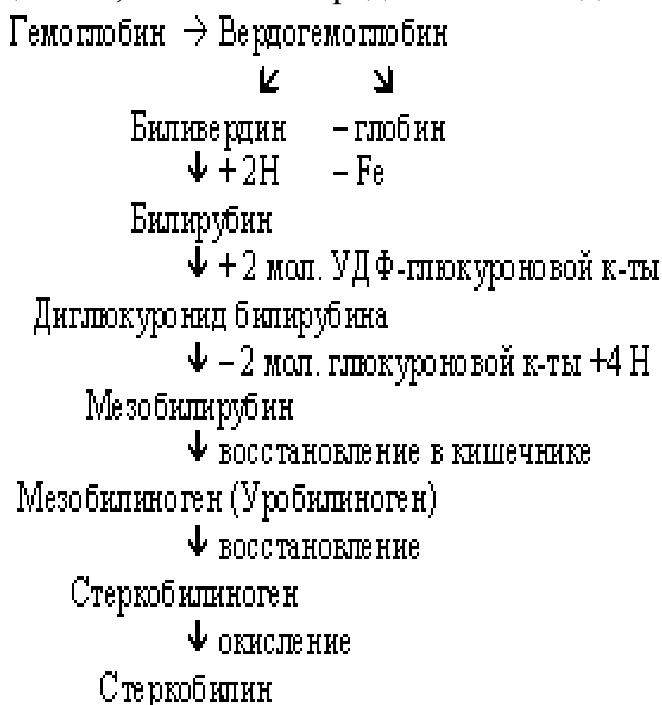 Гемоглобин → Вердогемоглобин
↙ ↘
Биливердин – глобин
↓ +2Н – Fe
Билирубин
↓ +2 мол. УДФ-глюкуроновой к-ты
Диглюкуронид билирубина
↓ – 2 мол. глюкуроновой к-ты +4 Н
Мезобилирубин
↓ восстановление в кишечнике
Мезобилиноген (Уробилиноген)
↓ восстановление
Стеркобилиноген
↓ окисление
Стеркобилин